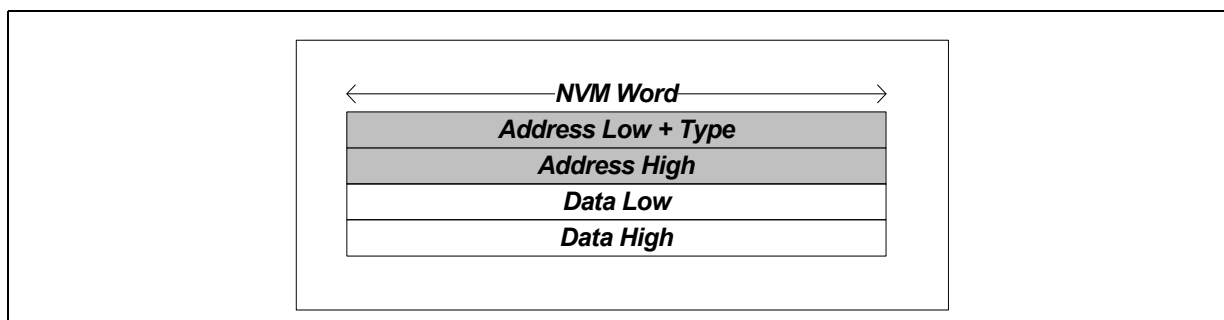 NVM Word
Address Low + Type
Address High
Data Low
Data High